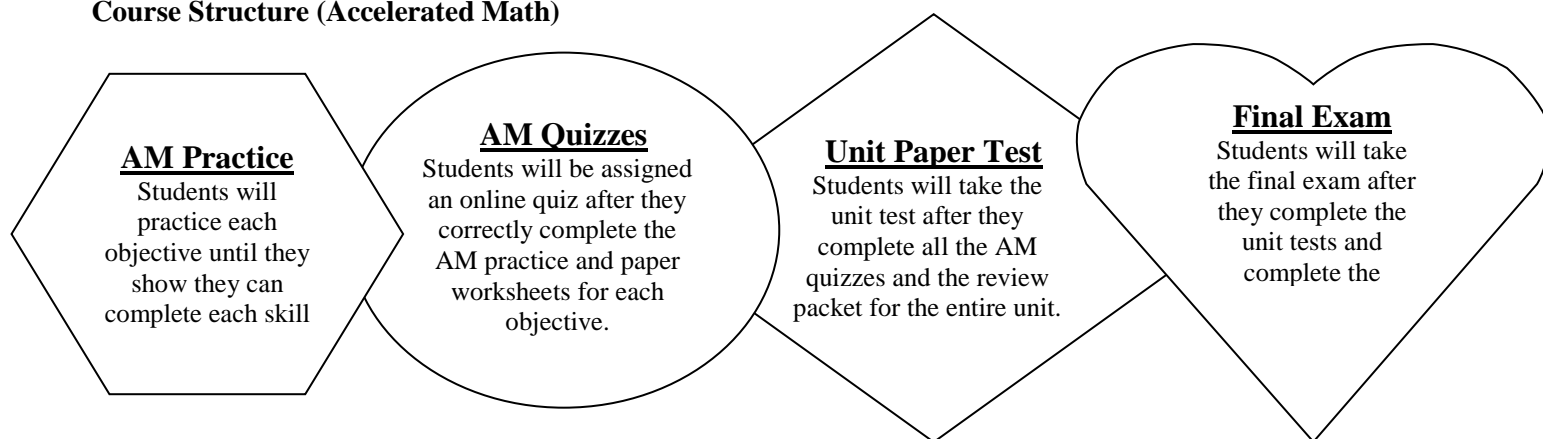 Course Structure (Accelerated Math)
AM Practice
Students will
practice each
objective until they
show they can
complete each skill
AM Quizzes
Students will be assigned
an online quiz after they
correctly complete the
AM practice and paper
worksheets for each
objective.
Unit Paper Test
Students will take the
unit test after they
complete all the AM
quizzes and the review
packet for the entire unit.
Final Exam
Students will take
the final exam after
they complete the
unit tests and
complete the